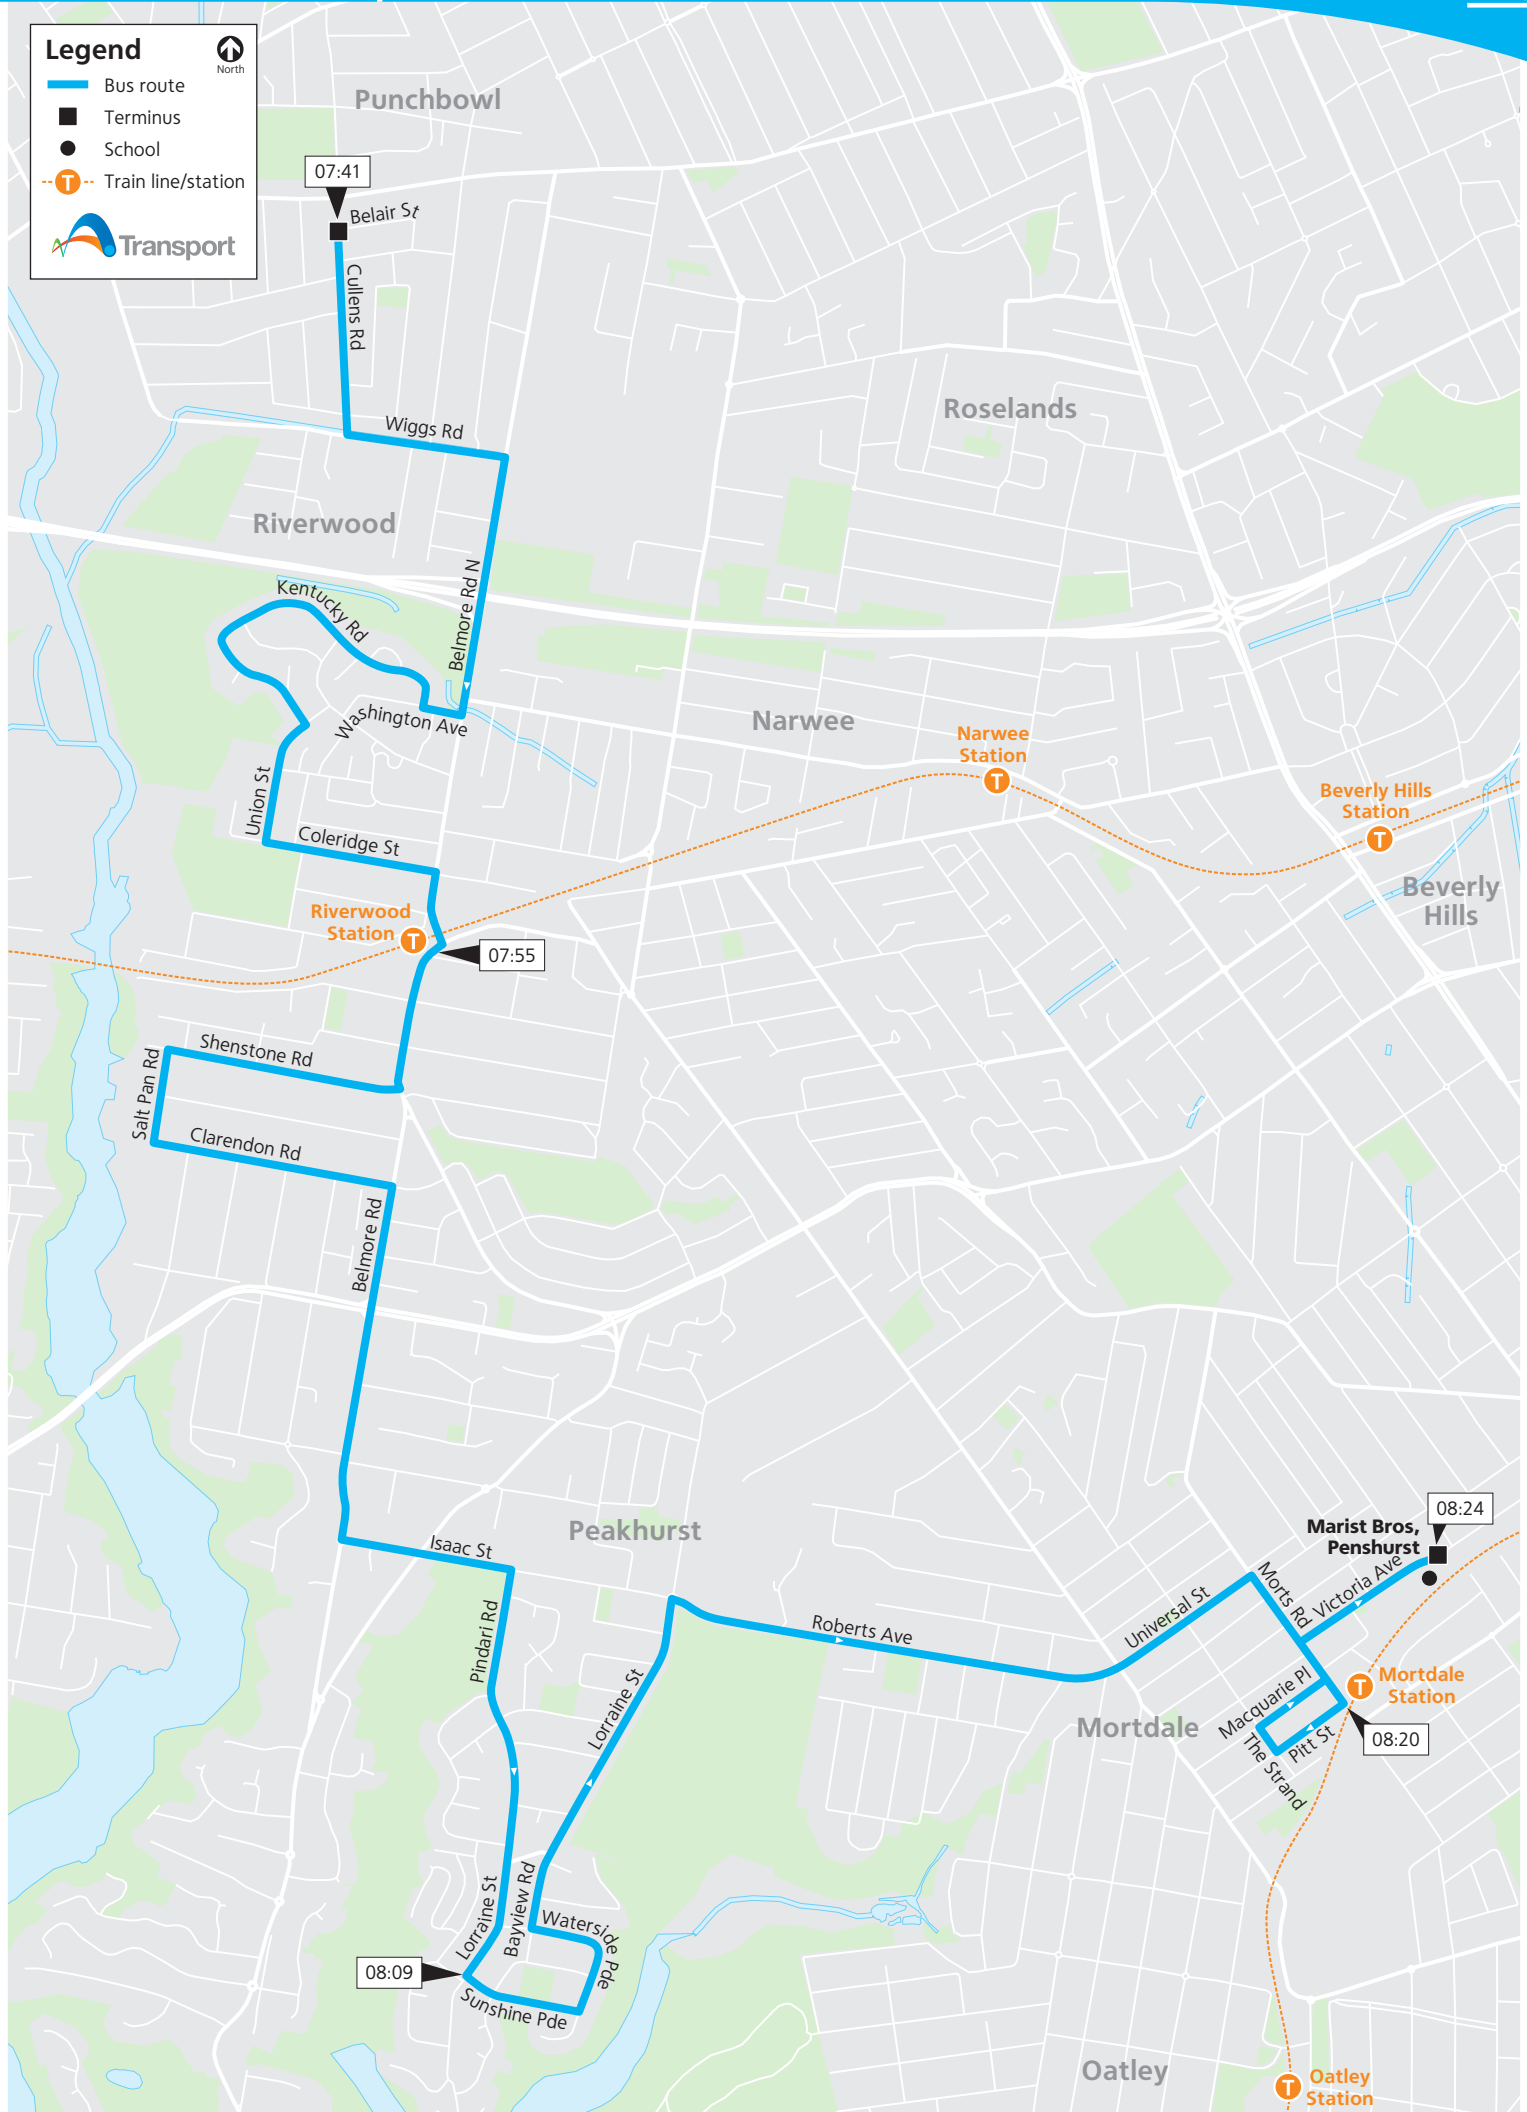 Legend
North
Bus route
Terminus
School
T
Train line/station
Transport
Punchbowl
07:41
Belair St
Cullens Rd
Wiggs Rd
Roselands
Riverwood
Belmore Rd N
Kentucky Rd
Washington Ave
Narwee
Narwee
Station
T
Beverly Hills
Station
T
Beverly
Hills
Union St
Coleridge St
Riverwood
Station
T
07:55
Shenstone Rd
Salt Pan Rd
Clarendon Rd
Belmore Rd
Isaac St
Peakhurst
08:24
Marist Bros,
Penshurst
Victoria Ave
Morts Rd
Universal St
Roberts Ave
Pindari Rd
Lorraine St
Mortdale
Station
T
Macquarie Pl
Mortdale
Pitt St
The Strand
08:20
Lorraine St
Bayview Rd
Waterside Pde
08:09
Sunshine Pde
Oatley
T
Oatley
Station